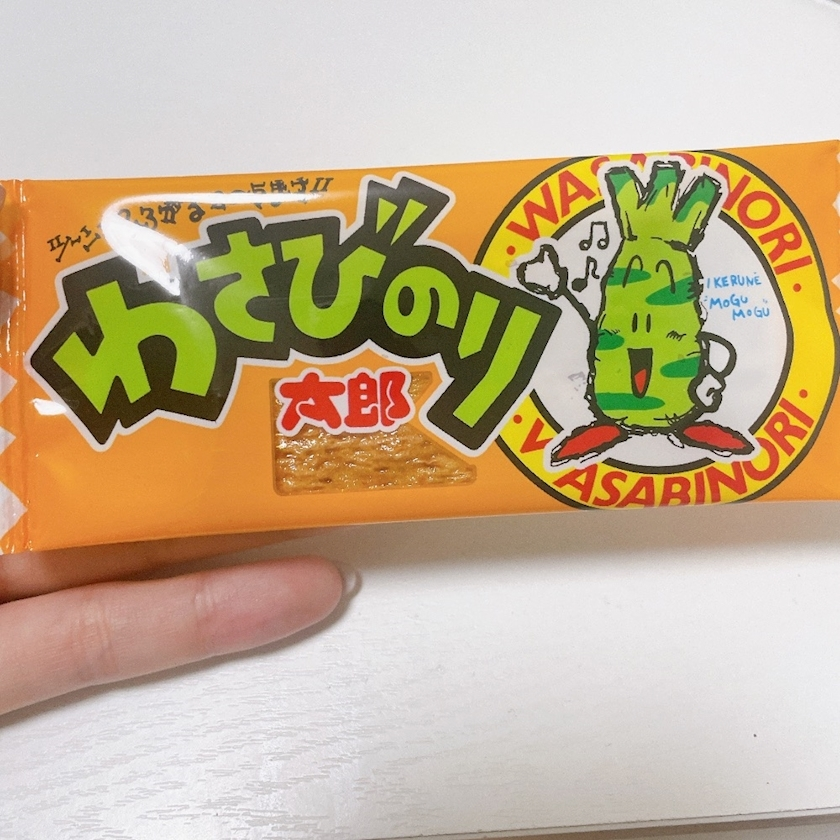 わさびのり
太郎
WASABINORI
IKERUNE
MOGU
MOGU
WASABINORI